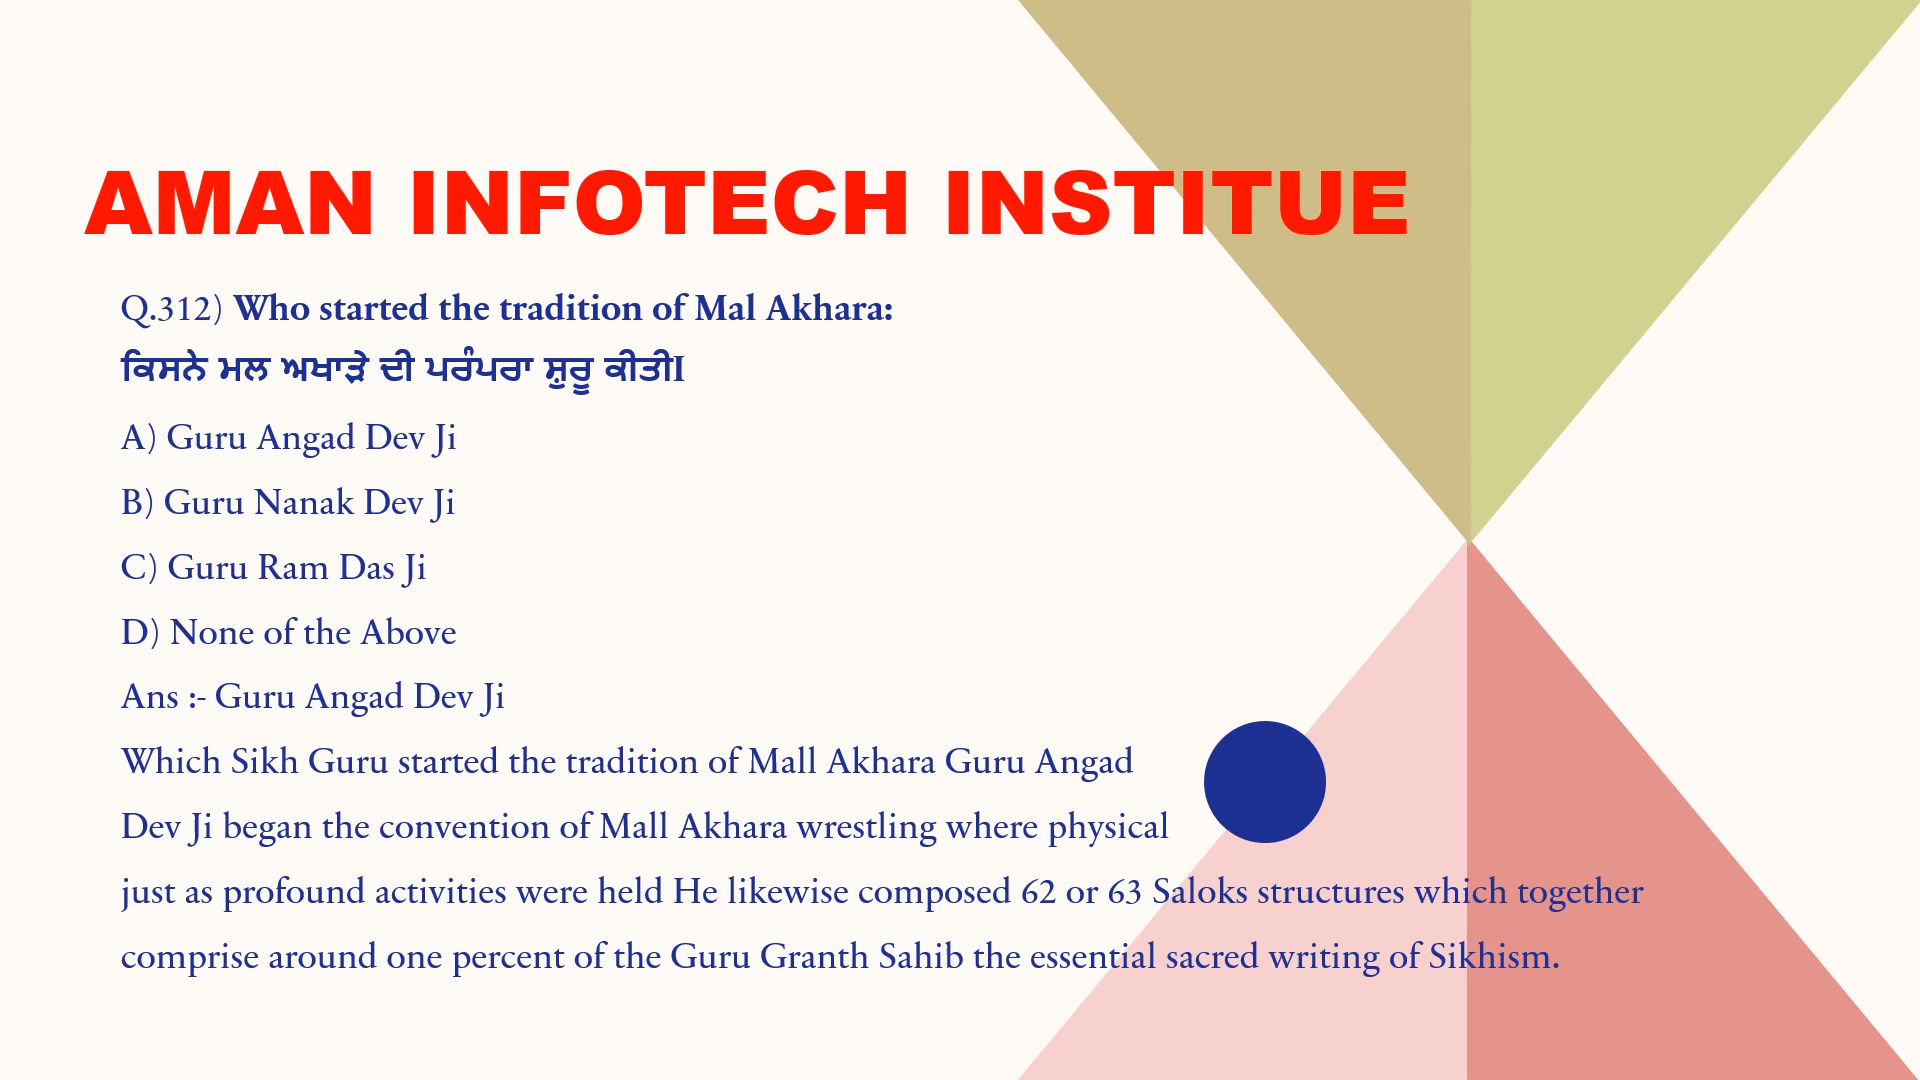 AMAN INFOTECH INSTITUE
Q.312) Who started the tradition of Mal Akhara:
ਕਿਸਨੇ ਮਲ ਅਖਾੜੇ ਦੀ ਪਰੰਪਰਾ ਸ਼ੁਰੂ ਕੀਤੀI
A) Guru Angad Dev Ji
B) Guru Nanak Dev Ji
C) Guru Ram Das Ji
D) None of the Above
Ans :- Guru Angad Dev Ji
Which Sikh Guru started the tradition of Mall Akhara Guru Angad
Dev Ji began the convention of Mall Akhara wrestling where physical
just as profound activities were held He likewise composed 62 or 63 Saloks structures which together
comprise around one percent of the Guru Granth Sahib the essential sacred writing of Sikhism.